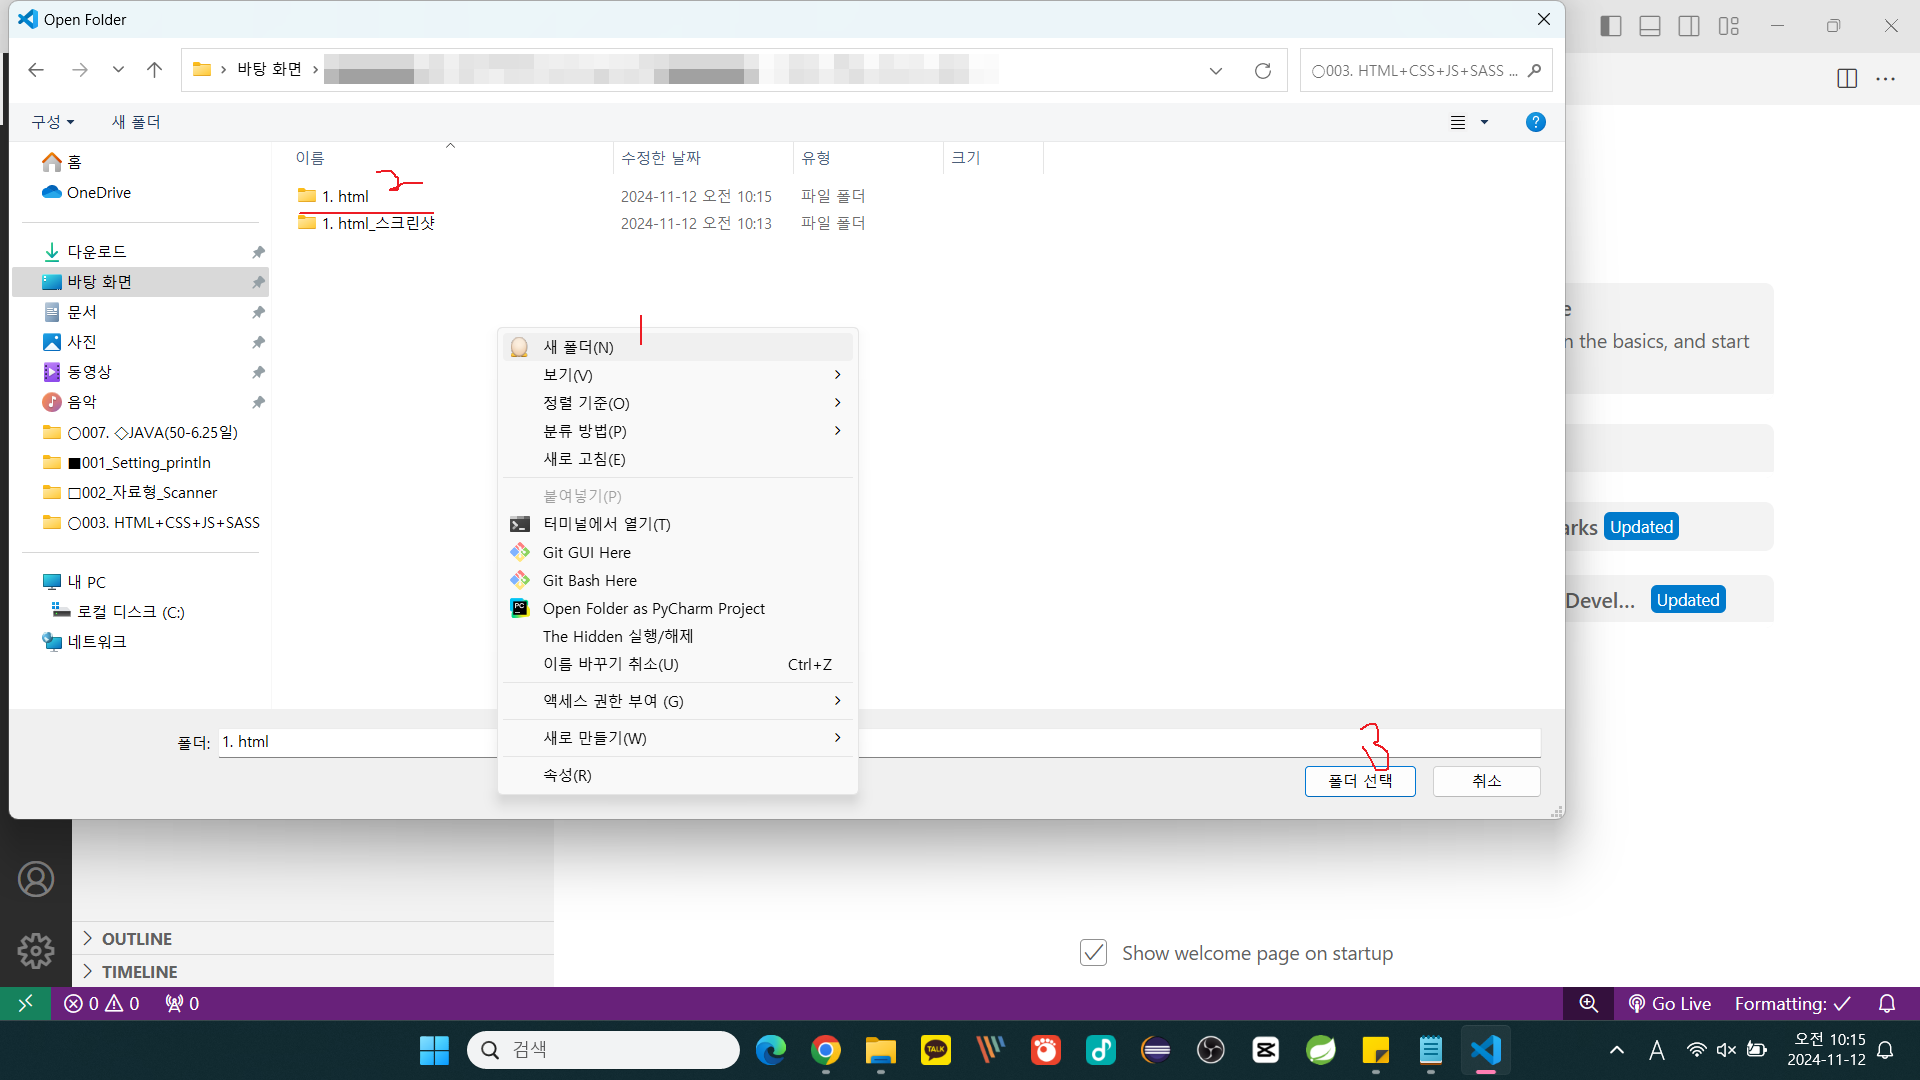 Open Folder
바탕 화면
○003. HTML+CSS+JS+SASS ...
구성
새 폴더
홈
OneDrive
다운로드
바탕 화면
문서
사진
동영상
음악
○007. ◇JAVA(50-6.25일)
■001_Setting_println
□002_자료형_Scanner
○003. HTML+CSS+JS+SASS
내 PC
로컬 디스크 (C:)
네트워크
이름
수정한 날짜
유형
크기
2
1. html
2024-11-12 오전 10:15
파일 폴더
1. html_스크린샷
2024-11-12 오전 10:13
파일 폴더
1
새 폴더(N)
보기(V)
정렬 기준(O)
분류 방법(P)
새로 고침(E)
붙여넣기(P)
터미널에서 열기(T)
Git GUI Here
Git Bash Here
PC
Open Folder as PyCharm Project
The Hidden 실행/해제
이름 바꾸기 취소(U)
Ctrl+Z
액세스 권한 부여 (G)
새로 만들기(W)
속성(R)
폴더:
1. html
3
폴더 선택
취소
e
n the basics, and start
arks
Updated
Devel...
Updated
OUTLINE
TIMELINE
Show welcome page on startup
0
0
0
Go Live
Formatting:
검색
TALK
A
오전 10:15
2024-11-12